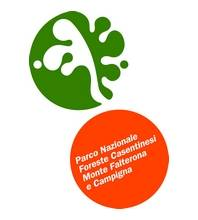 Parco Nazionale
Foreste Casentinesi
Monte Falterona
e Campigna